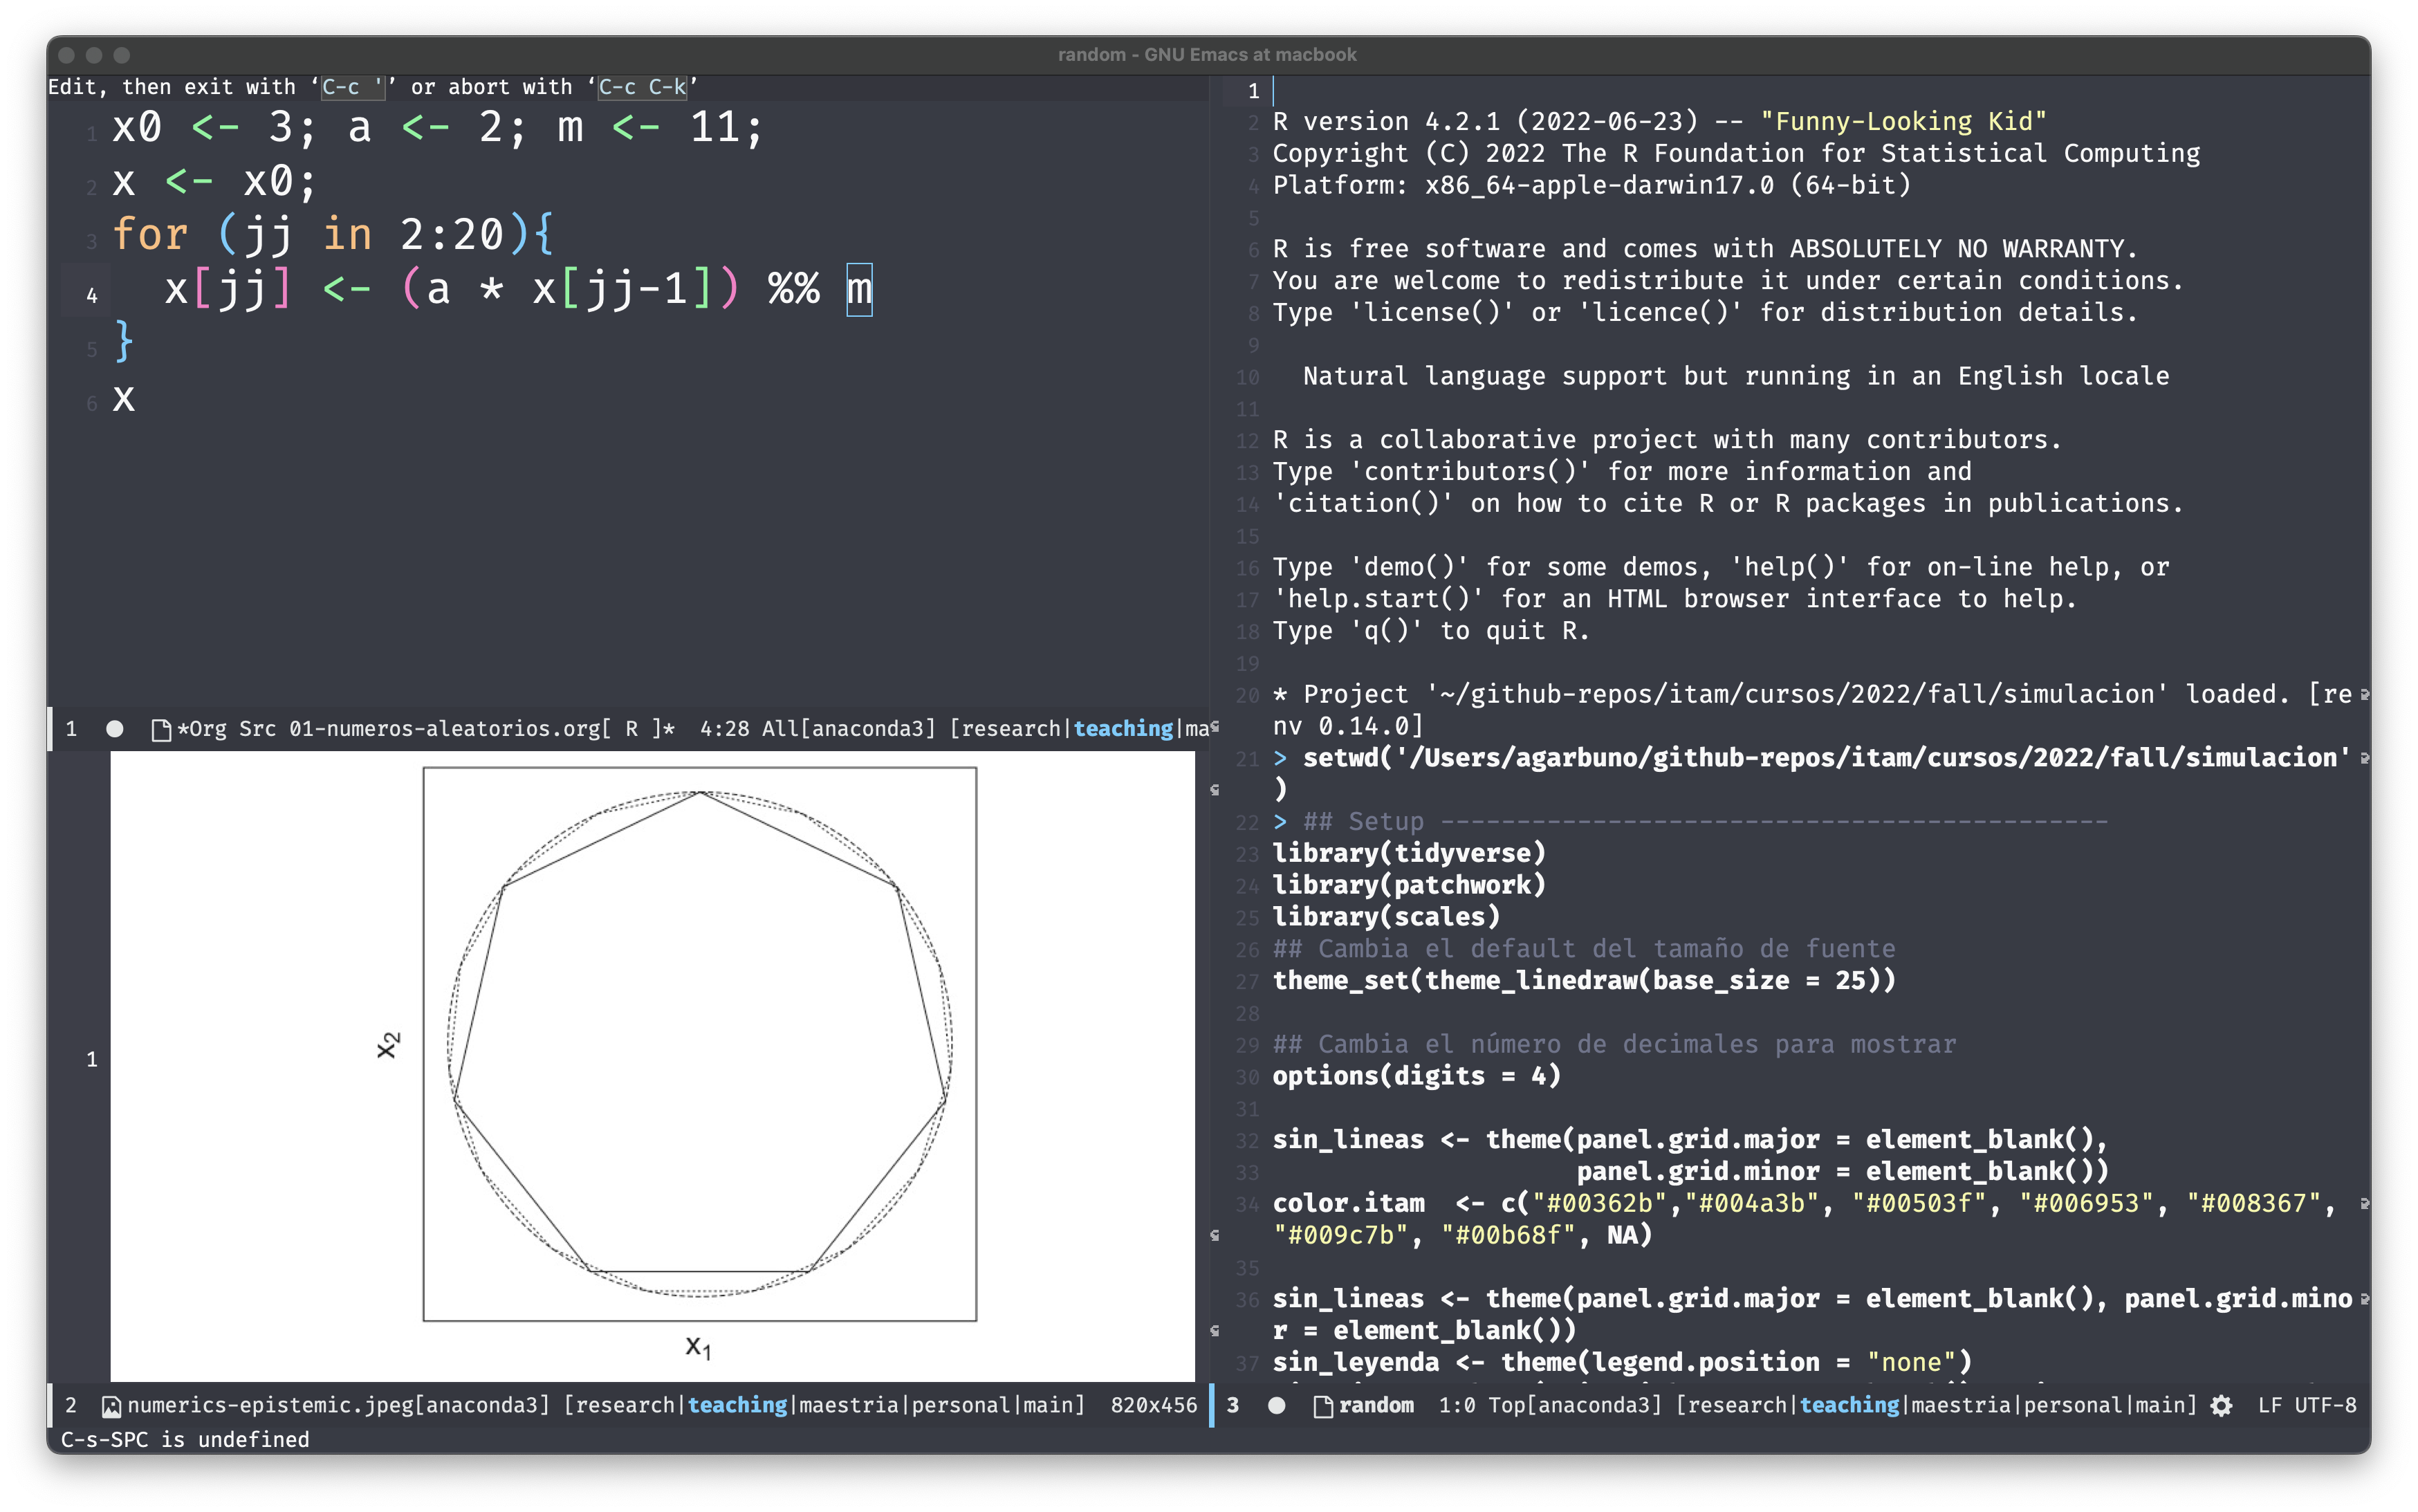 random - GNU Emacs at macbook
Edit, then exit with ‘C-c '’ or abort with ‘C-c C-k’
1 x0 <- 3; a <- 2; m <- 11;
2 x <- x0;
3 for (jj in 2:20){
4   x[jj] <- (a * x[jj-1]) %% m
5 }
6 x
1 *Org Src 01-numeros-aleatorios.org[ R ]* 4:28 All[anaconda3] [research|teaching|ma
1
x2
x1
2 numerics-epistemic.jpeg[anaconda3] [research|teaching|maestria|personal|main] 820x456
1
2 R version 4.2.1 (2022-06-23) -- "Funny-Looking Kid"
3 Copyright (C) 2022 The R Foundation for Statistical Computing
4 Platform: x86_64-apple-darwin17.0 (64-bit)
5
6 R is free software and comes with ABSOLUTELY NO WARRANTY.
7 You are welcome to redistribute it under certain conditions.
8 Type 'license()' or 'licence()' for distribution details.
9
10   Natural language support but running in an English locale
11
12 R is a collaborative project with many contributors.
13 Type 'contributors()' for more information and
14 'citation()' on how to cite R or R packages in publications.
15
16 Type 'demo()' for some demos, 'help()' for on-line help, or
17 'help.start()' for an HTML browser interface to help.
18 Type 'q()' to quit R.
19
20 * Project '~/github-repos/itam/cursos/2022/fall/simulacion' loaded. [re
nv 0.14.0]
21 > setwd('/Users/agarbuno/github-repos/itam/cursos/2022/fall/simulacion'
)
22 > ## Setup --------------------------------------------
23 library(tidyverse)
24 library(patchwork)
25 library(scales)
26 ## Cambia el default del tamaño de fuente
27 theme_set(theme_linedraw(base_size = 25))
28
29 ## Cambia el número de decimales para mostrar
30 options(digits = 4)
31
32 sin_lineas <- theme(panel.grid.major = element_blank(),
33                     panel.grid.minor = element_blank())
34 color.itam  <- c("#00362b","#004a3b", "#00503f", "#006953", "#008367",
"#009c7b", "#00b68f", NA)
35
36 sin_lineas <- theme(panel.grid.major = element_blank(), panel.grid.mino
r = element_blank())
37 sin_leyenda <- theme(legend.position = "none")
3 random 1:0 Top[anaconda3] [research|teaching|maestria|personal|main] LF UTF-8
C-s-SPC is undefined